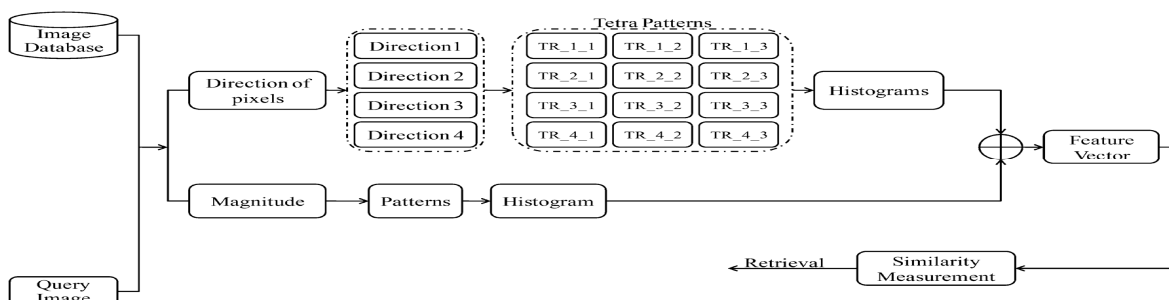 Tetra Patterns
Image
Database
Direction of
pixels
Direction 1
Direction 2
Direction 3
Direction 4
TR_1_1 TR_1_2 TR_1_3
TR_2_1 TR_2_2 TR_2_3
TR_3_1 TR_3_2 TR_3_3
TR_4_1 TR_4_2 TR_4_3
Histograms
Feature
Vector
Magnitude
Patterns
Histogram
Query
Image
Retrieval
Similarity
Measurement